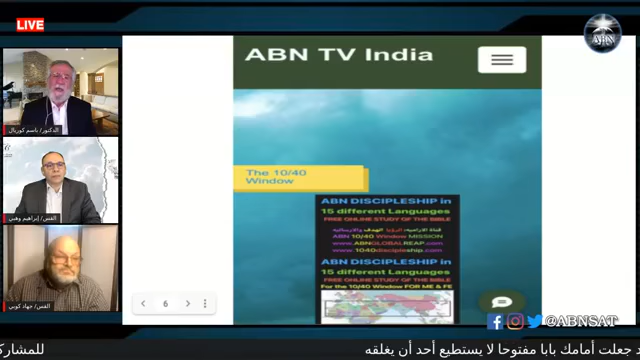 LIVE
ABN
ABN TV India
الدكتور/ باسم كوريال
The 10/40
Window
القس/ إبراهيم وهبي
ABN DISCIPLESHIP in
15 different Languages
FREE ONLINE STUDY OF THE BIBLE
ABN 10/40 Window MISSION
www.ABNGLOBALREAP.com
www.1040discipleship.com
ABN DISCIPLESHIP in
15 different Languages
FREE ONLINE STUDY OF THE BIBLE
For the 10/40 Window FOR ME & FE
القس/ جهاد كوبي
6
@ABNSAT
جعلت أمامك بابا مفتوحا لا يستطيع أحد أن يغلقه